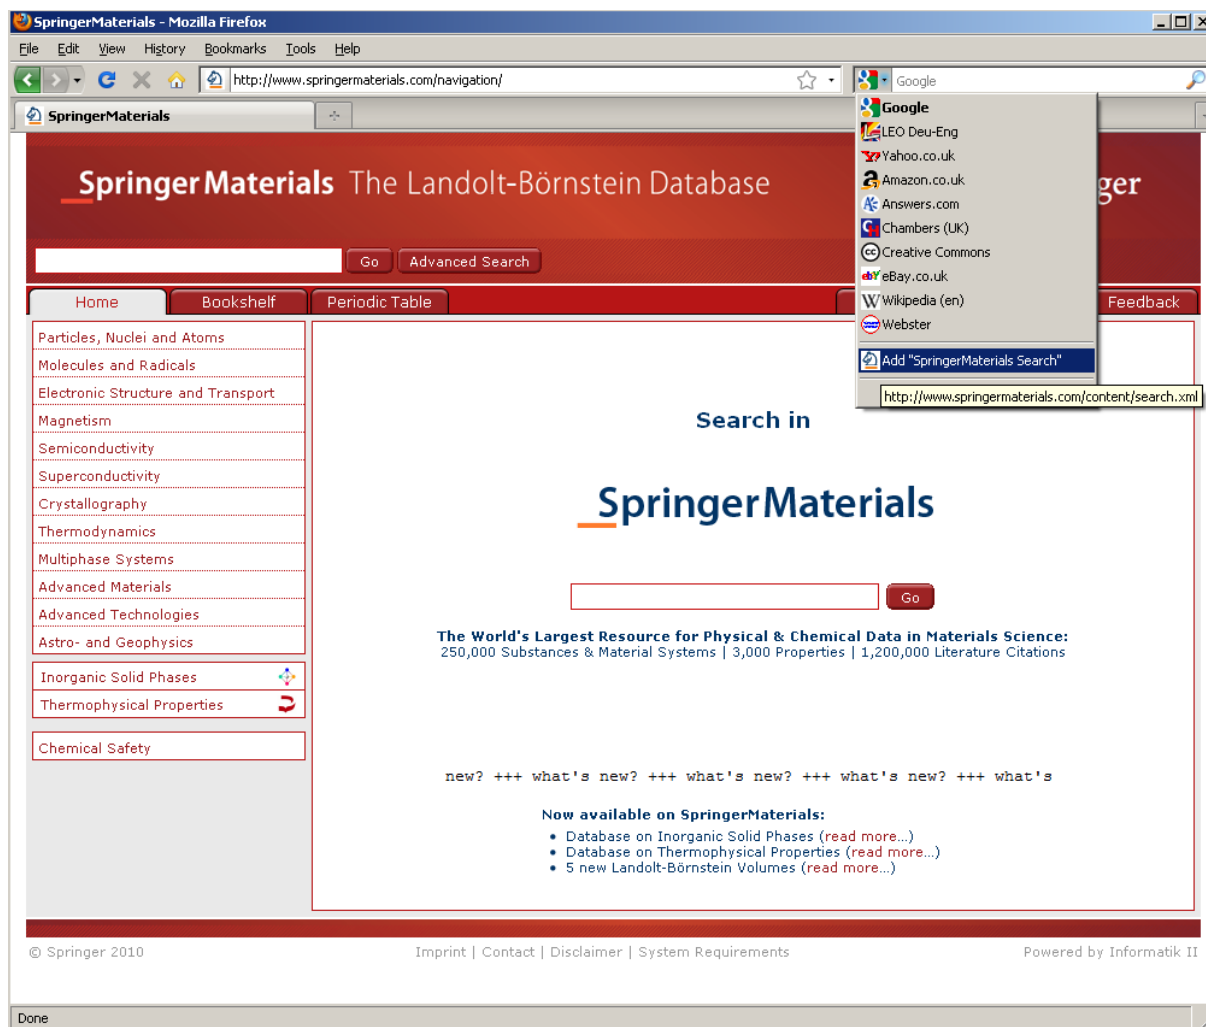 SpringerMaterials - Mozilla Firefox
File Edit View History Bookmarks Tools Help
http://www.springermaterials.com/navigation/
Google
SpringerMaterials
Google
LEO Deu-Eng
Yahoo.co.uk
Amazon.co.uk
Answers.com
Chambers (UK)
Creative Commons
eBay.co.uk
Wikipedia (en)
Webster
Add "SpringerMaterials Search"
http://www.springermaterials.com/content/search.xml
SpringerMaterials The Landolt-Börnstein Database
Go Advanced Search
Home Bookshelf Periodic Table Feedback
Particles, Nuclei and Atoms
Molecules and Radicals
Electronic Structure and Transport
Magnetism
Semiconductivity
Superconductivity
Crystallography
Thermodynamics
Multiphase Systems
Advanced Materials
Advanced Technologies
Astro- and Geophysics
Inorganic Solid Phases
Thermophysical Properties
Chemical Safety
Search in
SpringerMaterials
Go
The World's Largest Resource for Physical & Chemical Data in Materials Science:
250,000 Substances & Material Systems | 3,000 Properties | 1,200,000 Literature Citations
new? +++ what's new? +++ what's new? +++ what's new? +++ what's
Now available on SpringerMaterials:
• Database on Inorganic Solid Phases (read more...)
• Database on Thermophysical Properties (read more...)
• 5 new Landolt-Börnstein Volumes (read more...)
© Springer 2010 Imprint | Contact | Disclaimer | System Requirements Powered by Informatik II
Done